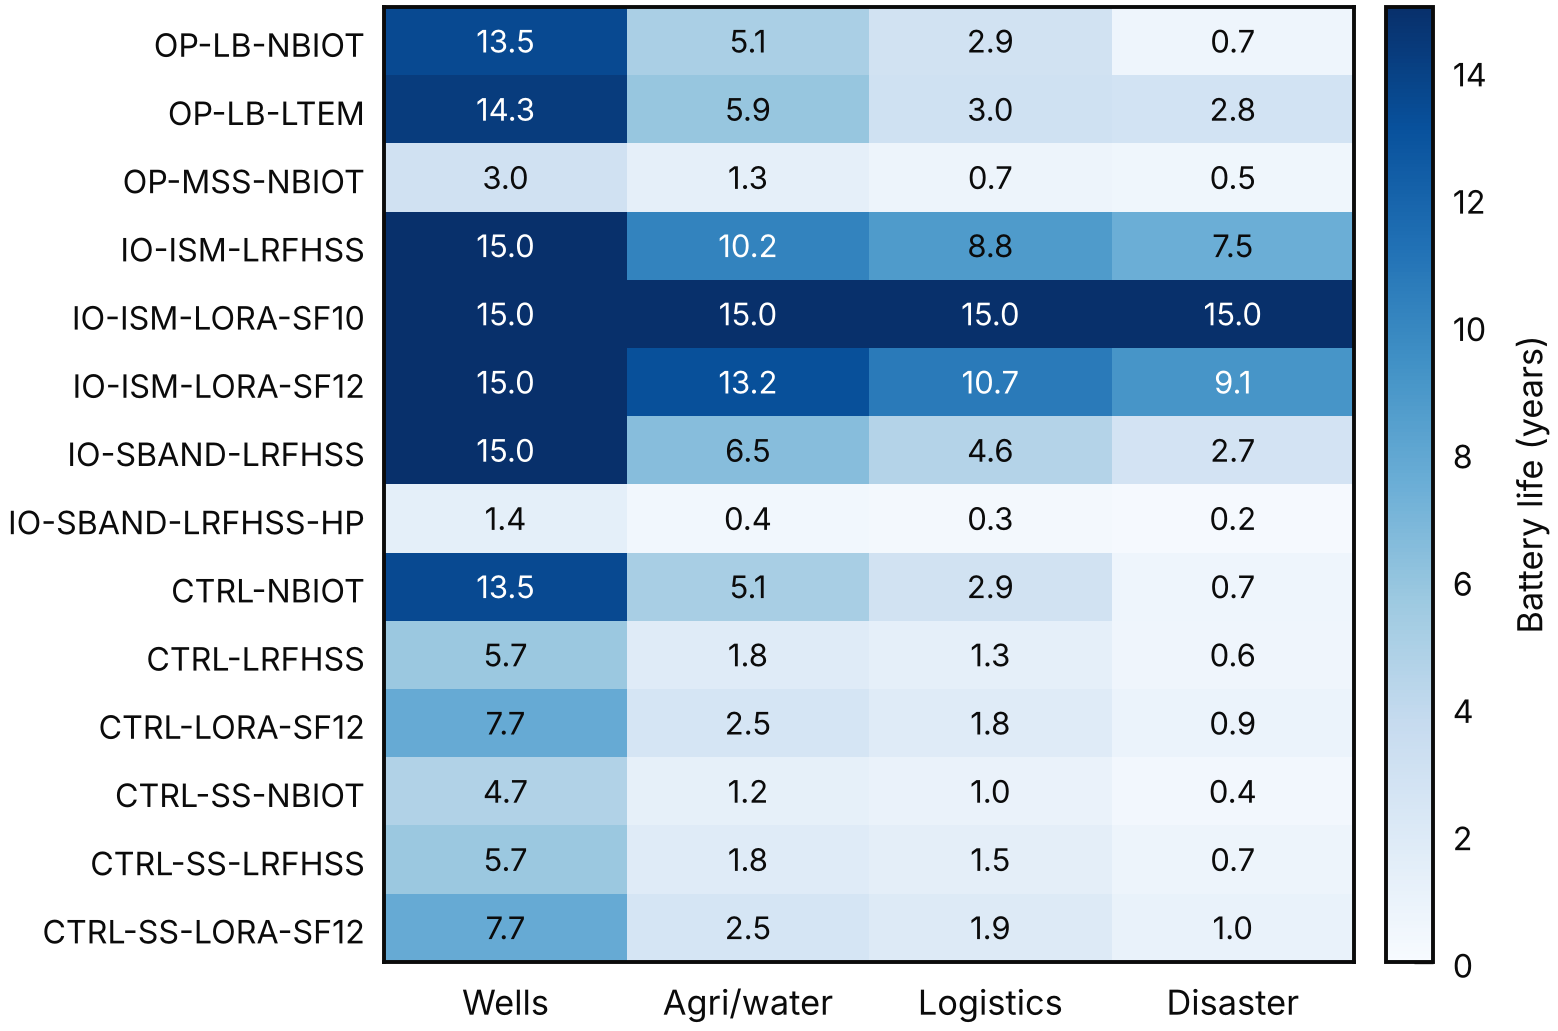 OP-LB-NBIOT 13.5 5.1 2.9 0.7
OP-LB-LTEM 14.3 5.9 3.0 2.8
OP-MSS-NBIOT 3.0 1.3 0.7 0.5
IO-ISM-LRFHSS 15.0 10.2 8.8 7.5
IO-ISM-LORA-SF10 15.0 15.0 15.0 15.0
IO-ISM-LORA-SF12 15.0 13.2 10.7 9.1
IO-SBAND-LRFHSS 15.0 6.5 4.6 2.7
IO-SBAND-LRFHSS-HP 1.4 0.4 0.3 0.2
CTRL-NBIOT 13.5 5.1 2.9 0.7
CTRL-LRFHSS 5.7 1.8 1.3 0.6
CTRL-LORA-SF12 7.7 2.5 1.8 0.9
CTRL-SS-NBIOT 4.7 1.2 1.0 0.4
CTRL-SS-LRFHSS 5.7 1.8 1.5 0.7
CTRL-SS-LORA-SF12 7.7 2.5 1.9 1.0
Wells Agri/water Logistics Disaster
14
12
10
8
6
4
2
0
Battery life (years)